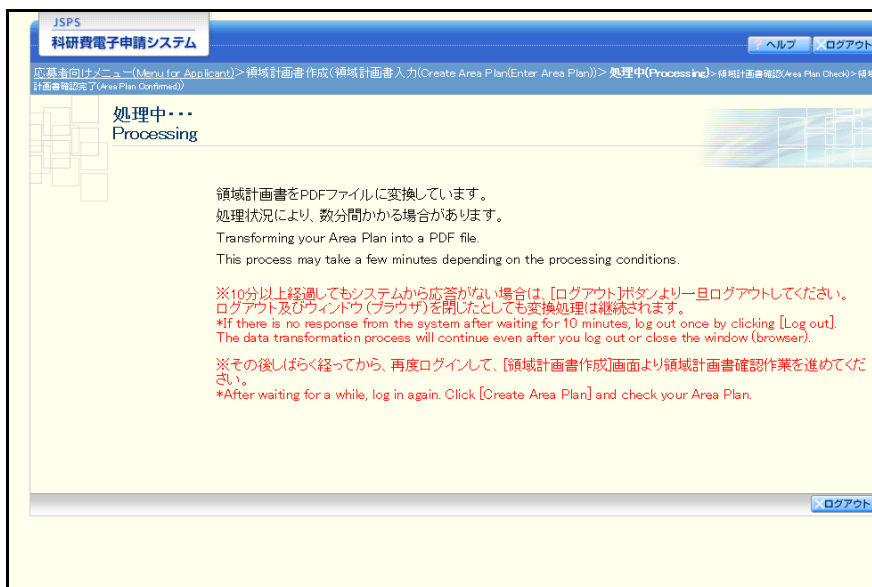 JSPS
科研費電子申請システム
? ヘルプ
ログアウト
応募者向けメニュー(Menu for Applicant)>領域計画書作成(領域計画書入力(Create Area Plan(Enter Area Plan))>処理中(Processing)>領域計画書確認(Area Plan Check)>領域
計画書確認完了(Area Plan Confirmed))
処理中・・・
Processing
領域計画書をPDFファイルに変換しています。
処理状況により、数分間かかる場合があります。
Transforming your Area Plan into a PDF file.
This process may take a few minutes depending on the processing conditions.
※10分以上経過してもシステムから応答がない場合は、[ログアウト]ボタンより一旦ログアウトしてください。
ログアウト及びウィンドウ（ブラウザ）を閉じたとしても変換処理は継続されます。
*If there is no response from the system after waiting for 10 minutes, log out once by clicking [Log out].
The data transformation process will continue even after you log out or close the window (browser).
※その後しばらく経ってから、再度ログインして、[領域計画書作成]画面より領域計画書確認作業を進めてくだ
さい。
*After waiting for a while, log in again. Click [Create Area Plan] and check your Area Plan.
ログアウト